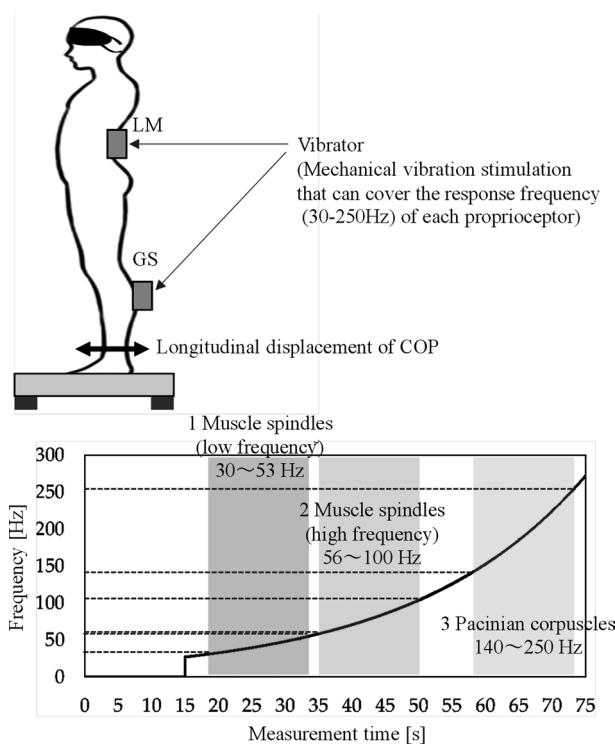 LM
Vibrator
(Mechanical vibration stimulation
that can cover the response frequency
(30-250Hz) of each proprioceptor)
GS
Longitudinal displacement of COP
1 Muscle spindles
(low frequency)
30～53 Hz
2 Muscle spindles
(high frequency)
56～100 Hz
3 Pacinian corpuscles
140～250 Hz
Frequency [Hz]
300
250
200
150
100
50
0
0 5 10 15 20 25 30 35 40 45 50 55 60 65 70 75
Measurement time [s]